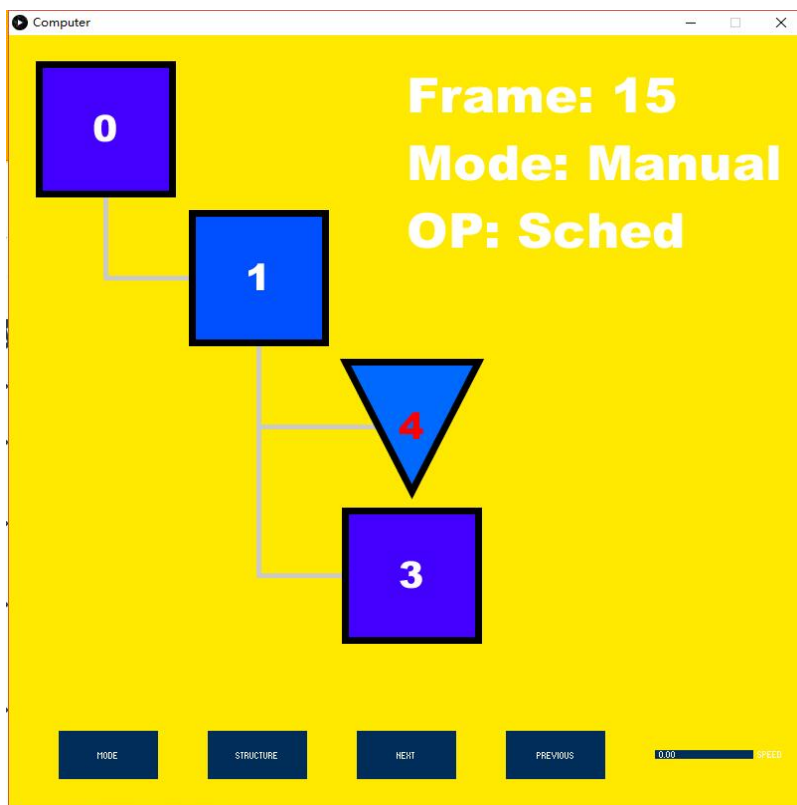 Computer
Frame: 15
Mode: Manual
OP: Sched
0
1
4
3
MODE
STRUCTURE
NEXT
PREVIOUS
0.00
SPEED